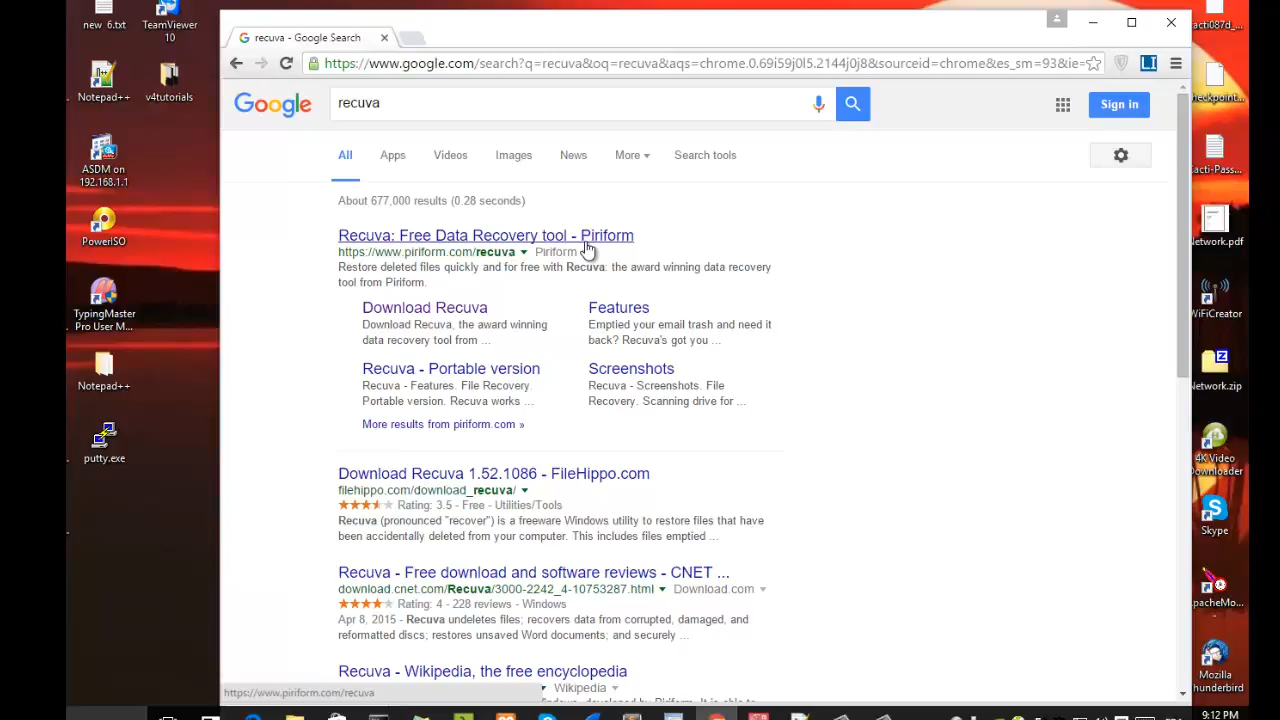 new 6.txt
TeamViewer
10
Notepad++
v4tutorials
ASDM on
192.168.1.1
PowerISO
TypingMaster
Pro User M...
Notepad++
putty.exe
recuva - Google Search
https://www.google.com/search?q=recuva&oq=recuva&aqs=chrome.0.69i59j0l5.2144j0j8&sourceid=chrome&es_sm=93&ie=
Google
recuva
Sign in
All
Apps
Videos
Images
News
More
Search tools
About 677,000 results (0.28 seconds)
Recuva: Free Data Recovery tool - Piriform
https://www.piriform.com/recuva
Piriform
Restore deleted files quickly and for free with Recuva: the award winning data recovery
tool from Piriform.
Download Recuva
Download Recuva, the award winning
data recovery tool from ...
Features
Emptied your email trash and need it
back? Recuva's got you ...
Recuva - Portable version
Recuva - Features. File Recovery
Portable version. Recuva works ...
Screenshots
Recuva - Screenshots. File
Recovery. Scanning drive for ...
More results from piriform.com »
Download Recuva 1.52.1086 - FileHippo.com
filehippo.com/download_recuva/
Rating: 3.5 - Free - Utilities/Tools
Recuva (pronounced "recover") is a freeware Windows utility to restore files that have
been accidentally deleted from your computer. This includes files emptied ...
Recuva - Free download and software reviews - CNET ...
download.cnet.com/Recuva/3000-2242_4-10753287.html
Download.com
Rating: 4 - 228 reviews - Windows
Apr 8, 2015 - Recuva undeletes files; recovers data from corrupted, damaged, and
reformatted discs; restores unsaved Word documents; and securely ...
Recuva - Wikipedia, the free encyclopedia
Wikipedia
https://www.piriform.com/recuva
cacti087d_...
checkpoint...
Cacti-Pass...
Network.pdf
WiFiCreator
Network.zip
4K Video
Downloader
Skype
ApacheMo...
Mozilla
Thunderbird
9:12 PM